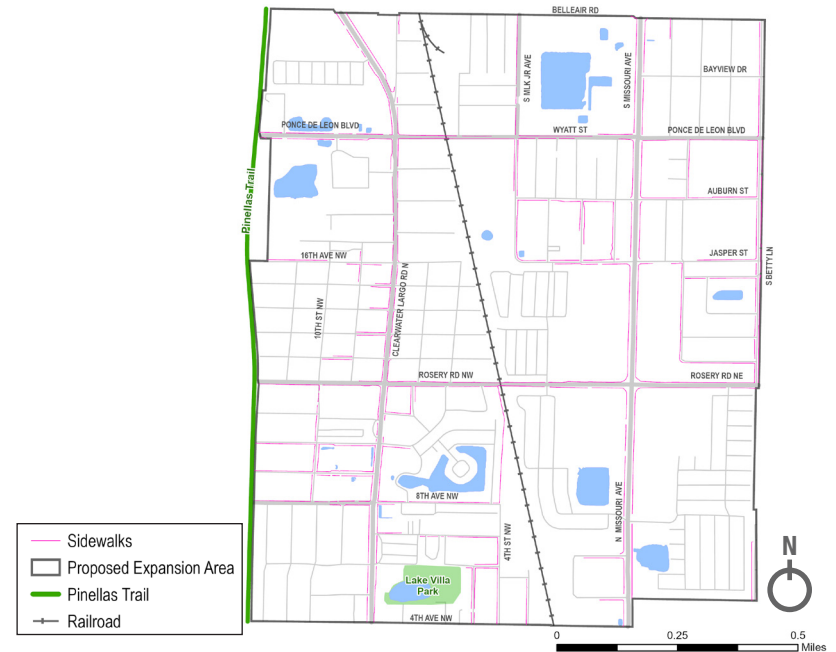 BELLEAIR RD
S MLK JR AVE
S MISSOURI AVE
BAYVIEW DR
PONCE DE LEON BLVD
WYATT ST
PONCE DE LEON BLVD
Pinellas Trail
AUBURN ST
16TH AVE NW
JASPER ST
S BETTY LN
10TH ST NW
CLEARWATER LARGO RD N
ROSERY RD NW
ROSERY RD NE
8TH AVE NW
4TH ST NW
N MISSOURI AVE
Lake Villa
Park
4TH AVE NW
Sidewalks
Proposed Expansion Area
Pinellas Trail
Railroad
N
0 0.25 0.5
Miles